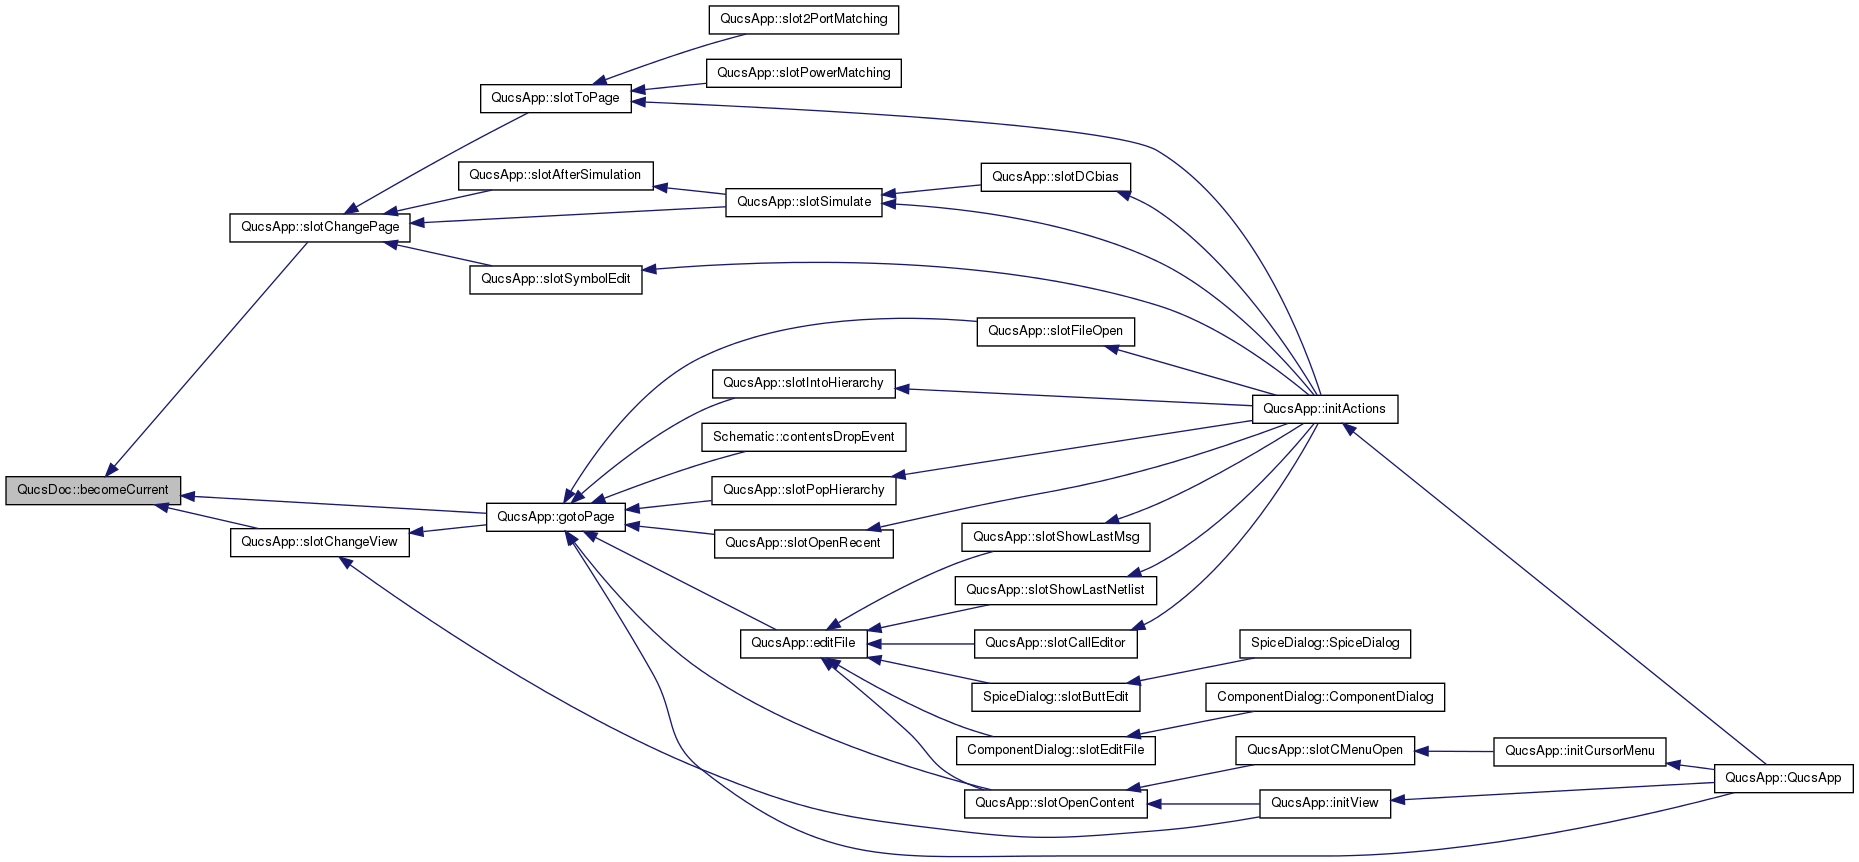 QucsApp::slot2PortMatching
QucsApp::slotPowerMatching
QucsApp::slotToPage
QucsApp::slotAfterSimulation
QucsApp::slotDCbias
QucsApp::slotSimulate
QucsApp::slotChangePage
QucsApp::slotSymbolEdit
QucsApp::slotFileOpen
QucsApp::slotIntoHierarchy
QucsApp::initActions
Schematic::contentsDropEvent
QucsDoc::becomeCurrent
QucsApp::slotPopHierarchy
QucsApp::gotoPage
QucsApp::slotChangeView
QucsApp::slotOpenRecent
QucsApp::slotShowLastMsg
QucsApp::slotShowLastNetlist
QucsApp::editFile
QucsApp::slotCallEditor
SpiceDialog::SpiceDialog
SpiceDialog::slotButtEdit
ComponentDialog::ComponentDialog
ComponentDialog::slotEditFile
QucsApp::slotCMenuOpen
QucsApp::initCursorMenu
QucsApp::QucsApp
QucsApp::slotOpenContent
QucsApp::initView